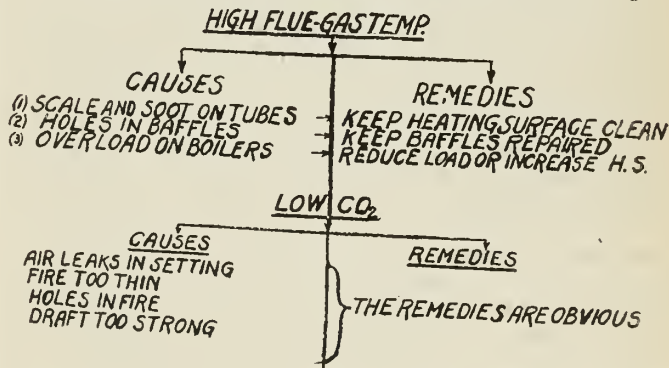 HIGH FLUE-GAS TEMP.
CAUSES
(1) SCALE AND SOOT ON TUBES
(2) HOLES IN BAFFLES
(3) OVERLOAD ON BOILERS
REMEDIES
KEEP HEATING SURFACE CLEAN
KEEP BAFFLES REPAIRED
REDUCE LOAD OR INCREASE H.S.
LOW CO₂
CAUSES
AIR LEAKS IN SETTING
FIRE TOO THIN
HOLES IN FIRE
DRAFT TOO STRONG
REMEDIES
THE REMEDIES ARE OBVIOUS